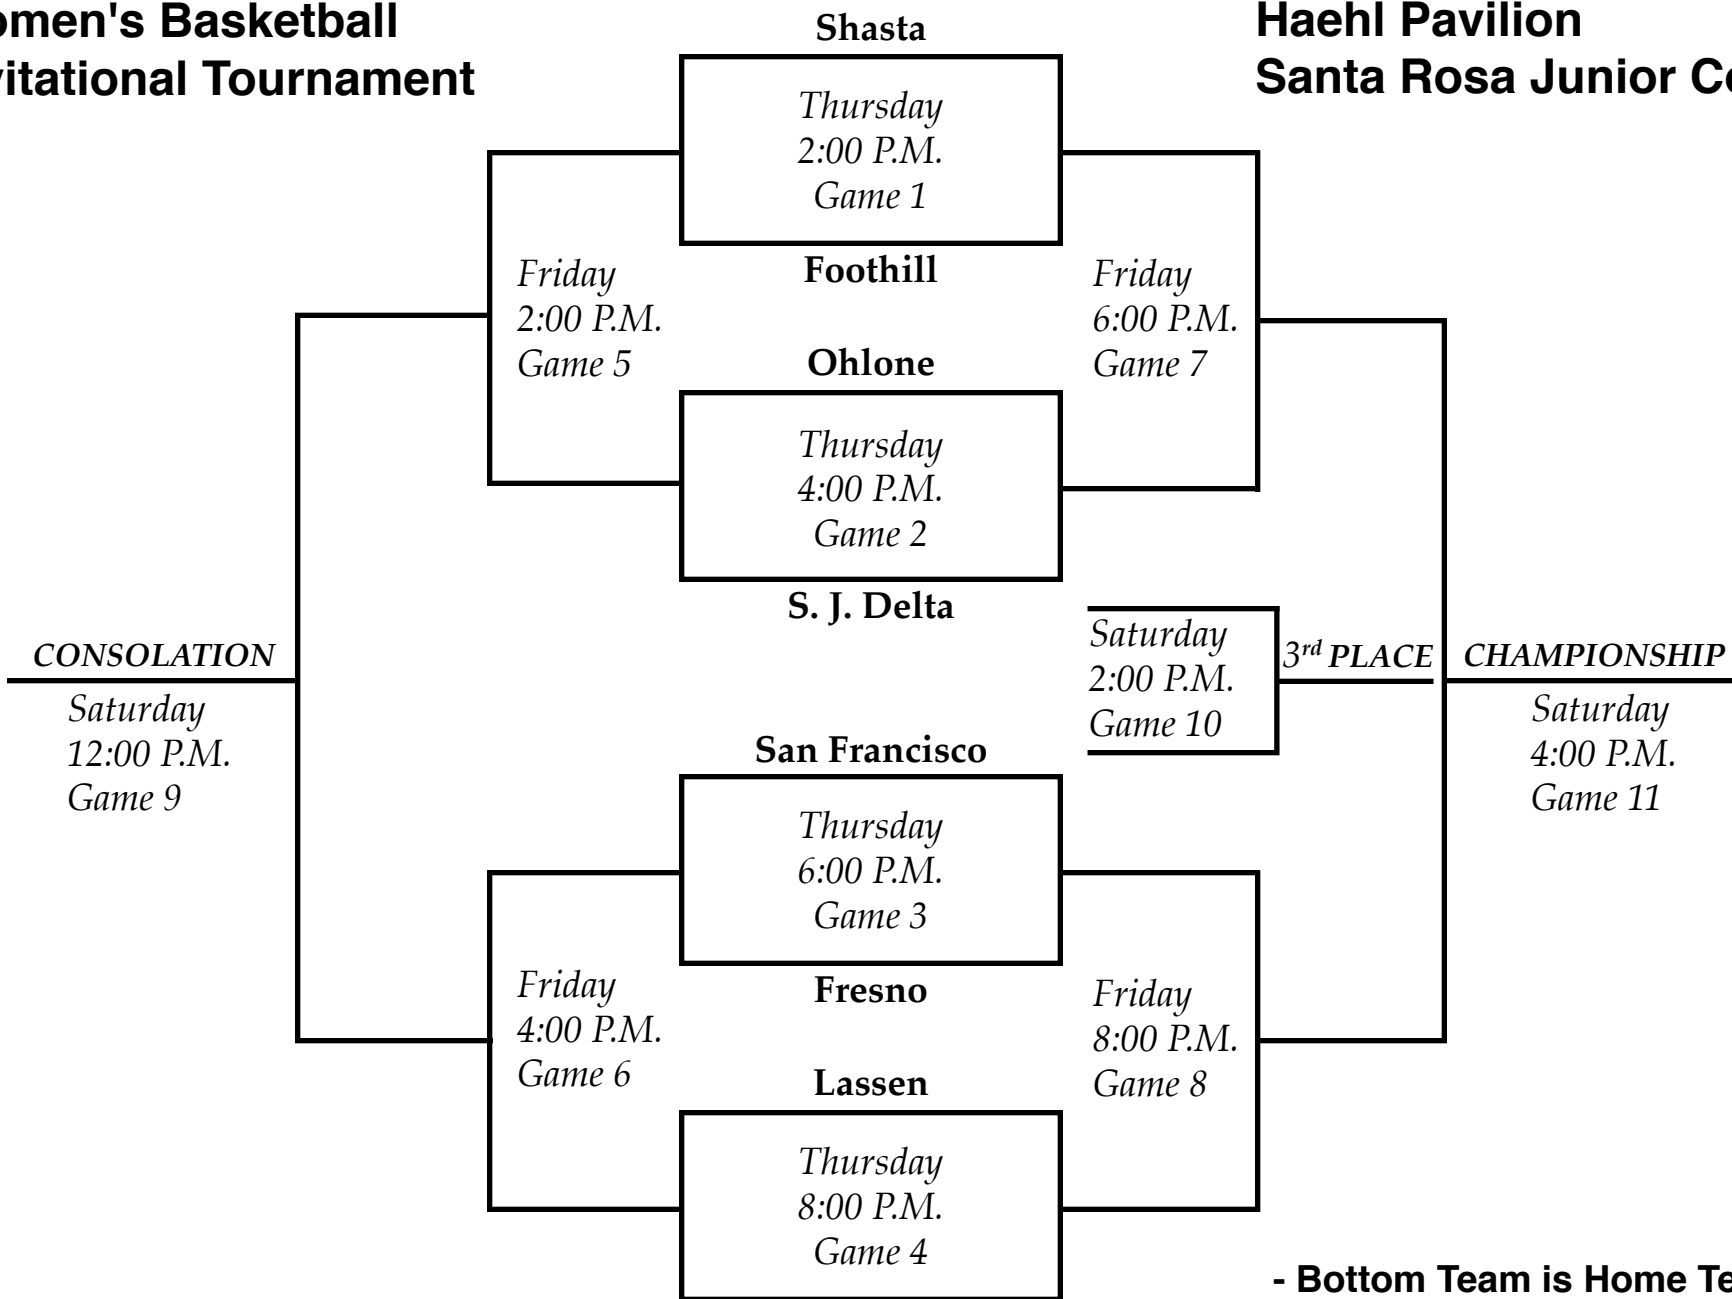 omen's Basketball
vitational Tournament
Haehl Pavilion
Santa Rosa Junior Co
Shasta
Thursday
2:00 P.M.
Game 1
Foothill
Friday
2:00 P.M.
Game 5
Friday
6:00 P.M.
Game 7
Ohlone
Thursday
4:00 P.M.
Game 2
S. J. Delta
CONSOLATION
Saturday
12:00 P.M.
Game 9
Saturday
2:00 P.M.
Game 10
3rd PLACE
CHAMPIONSHIP
Saturday
4:00 P.M.
Game 11
San Francisco
Thursday
6:00 P.M.
Game 3
Fresno
Friday
4:00 P.M.
Game 6
Friday
8:00 P.M.
Game 8
Lassen
Thursday
8:00 P.M.
Game 4
- Bottom Team is Home Te